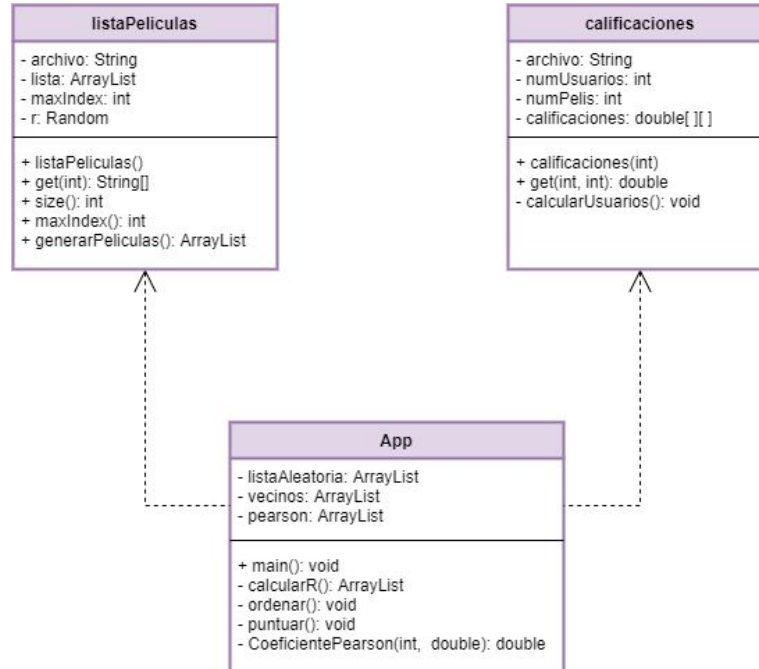 listaPeliculas
- archivo: String
- lista: ArrayList
- maxIndex: int
- r: Random
+ listaPeliculas()
+ get(int): String[]
+ size(): int
+ maxIndex(): int
+ generarPeliculas(): ArrayList
calificaciones
- archivo: String
- numUsuarios: int
- numPelis: int
- calificaciones: double[ ][ ]
+ calificaciones(int)
+ get(int, int): double
- calcularUsuarios(): void
App
- listaAleatoria: ArrayList
- vecinos: ArrayList
- pearson: ArrayList
+ main(): void
- calcularR(): ArrayList
- ordenar(): void
- puntuar(): void
- CoeficientePearson(int, double): double